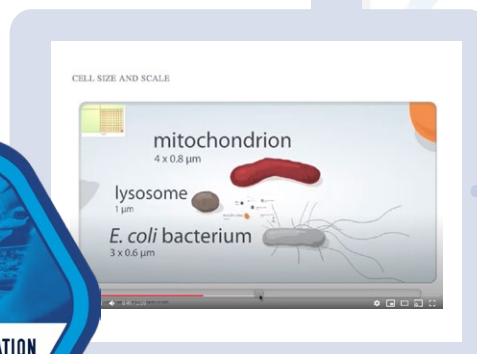 CELL SIZE AND SCALE
mitochondrion
4 x 0.8 μm
lysosome
1 μm
E. coli bacterium
3 x 0.6 μm
ATION